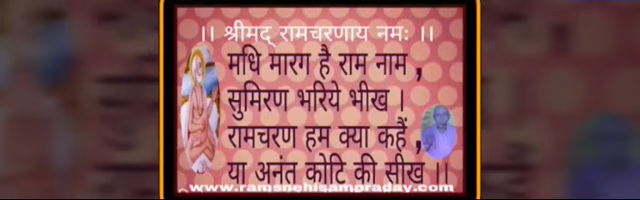 ।। श्रीमद् रामचरणाय नमः ।।
मधि मारग है राम नाम ,
सुमिरण भरिये भीख ।
रामचरण हम क्या कहैं ,
या अनंत कोटि की सीख ।।
www.ramsnehisampraday.com